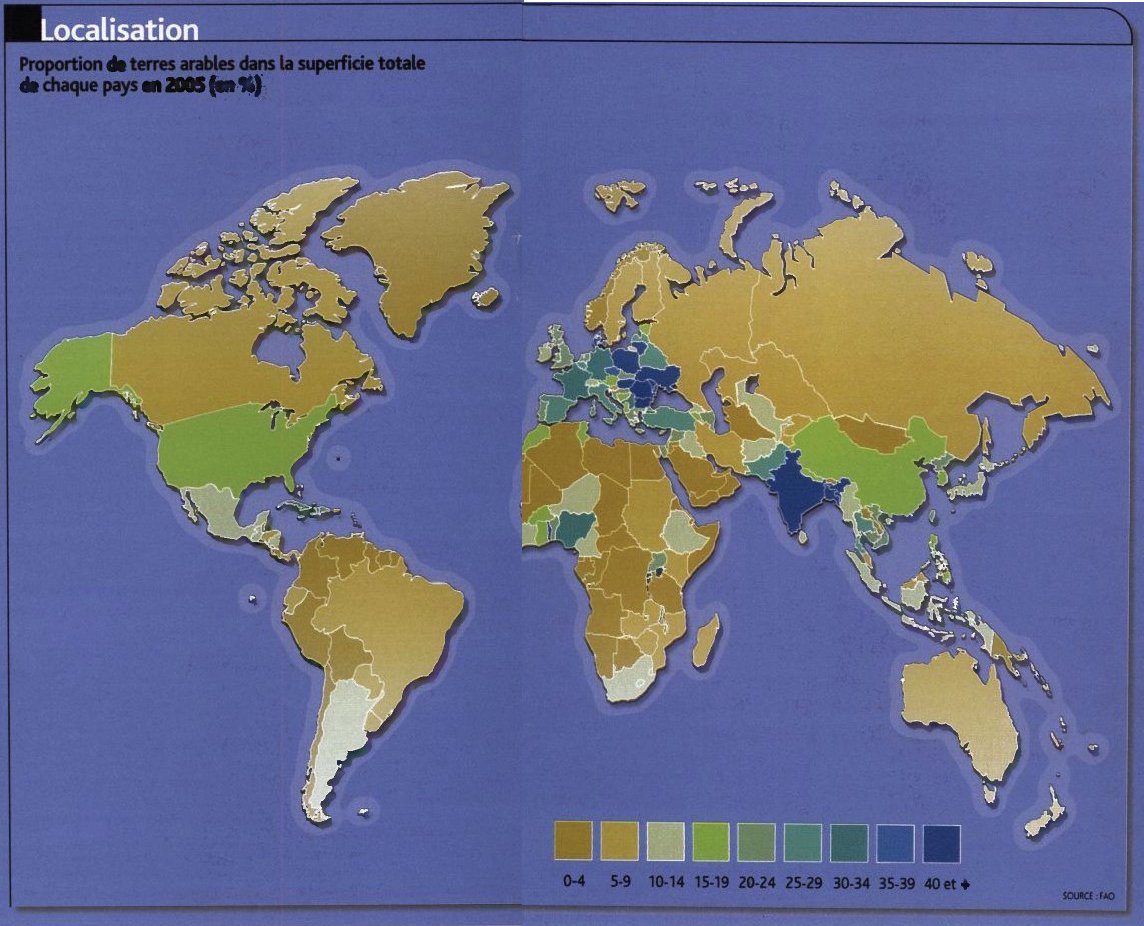 Localisation
Proportion de terres arables dans la superficie totale
de chaque pays en 2005 (en %)
0-4 5-9 10-14 15-19 20-24 25-29 30-34 35-39 40 et +
SOURCE : FAO